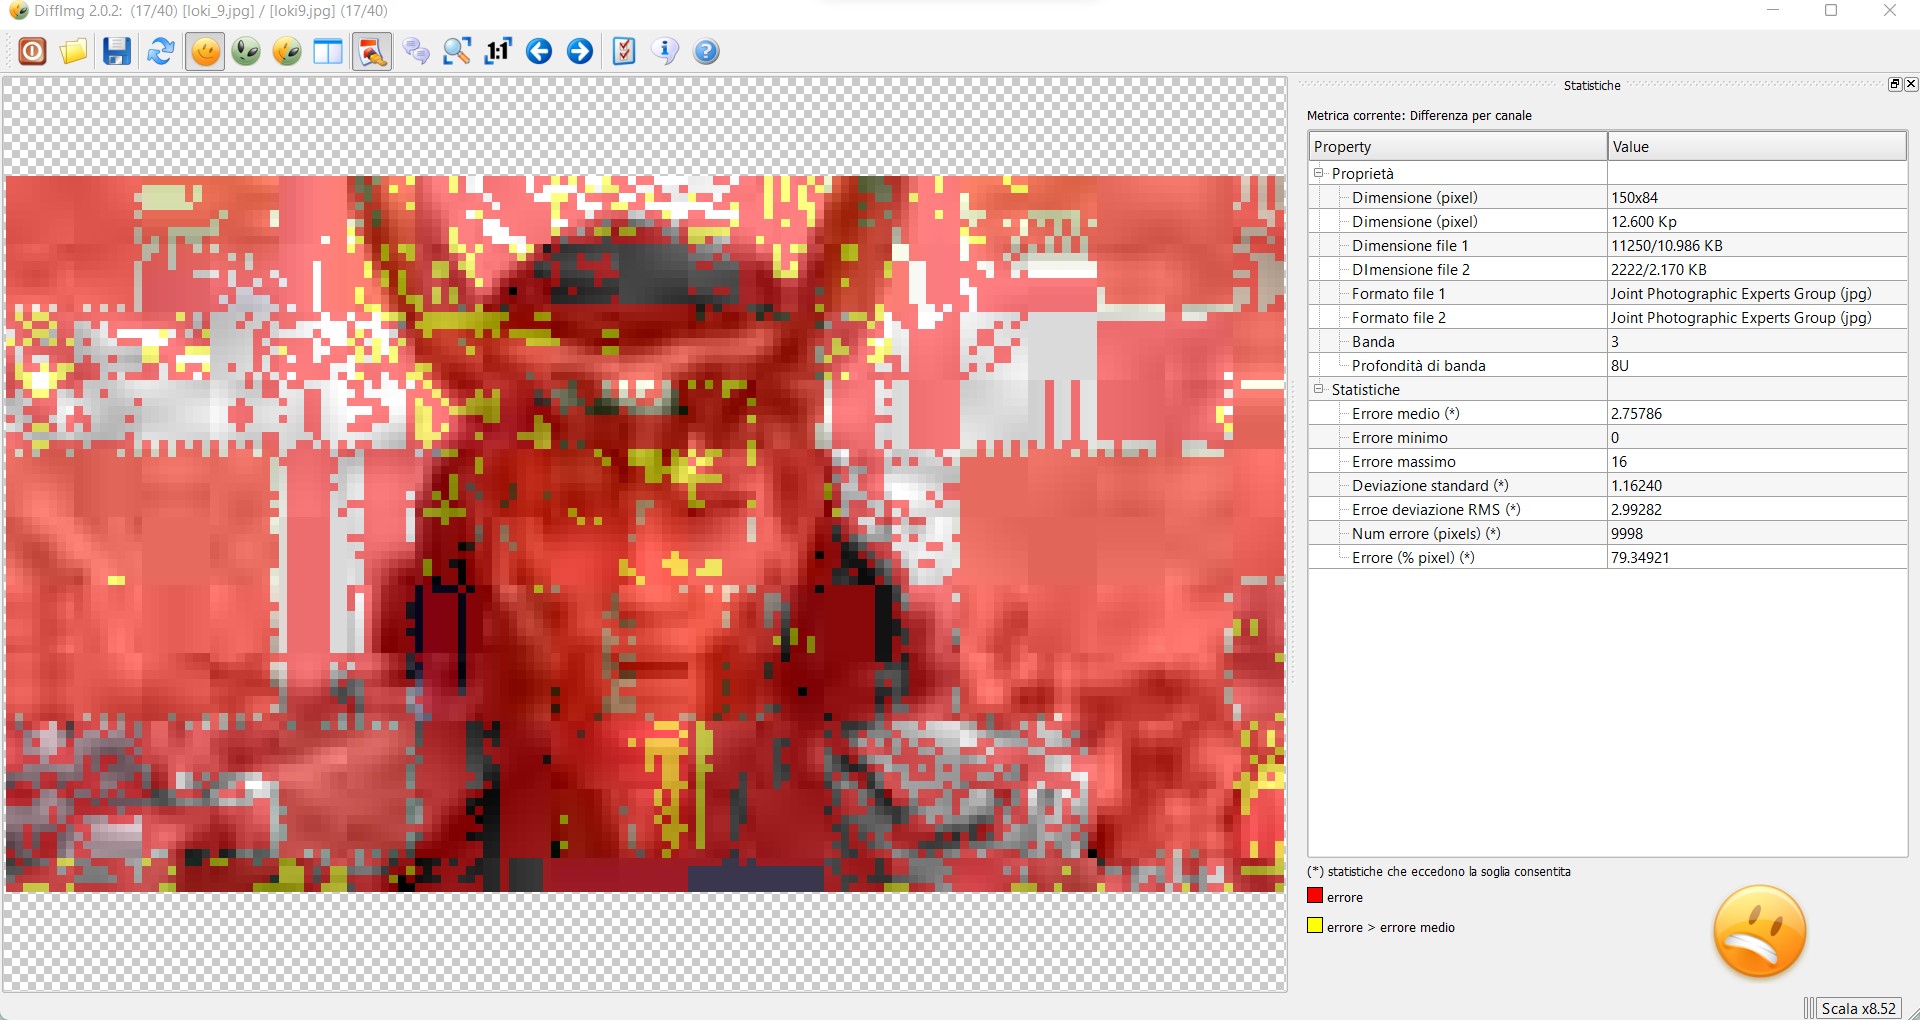 DiffImg 2.0.2: (17/40) [loki_9.jpg] / [loki9.jpg] (17/40)
1:1
Statistiche
Metrica corrente: Differenza per canale
Property Value
Proprietà
Dimensione (pixel) 150x84
Dimensione (pixel) 12.600 Kp
Dimensione file 1 11250/10.986 KB
DImensione file 2 2222/2.170 KB
Formato file 1 Joint Photographic Experts Group (jpg)
Formato file 2 Joint Photographic Experts Group (jpg)
Banda 3
Profondità di banda 8U
Statistiche
Errore medio (*) 2.75786
Errore minimo 0
Errore massimo 16
Deviazione standard (*) 1.16240
Erroe deviazione RMS (*) 2.99282
Num errore (pixels) (*) 9998
Errore (% pixel) (*) 79.34921
(*) statistiche che eccedono la soglia consentita
errore
errore > errore medio
Scala x8.52